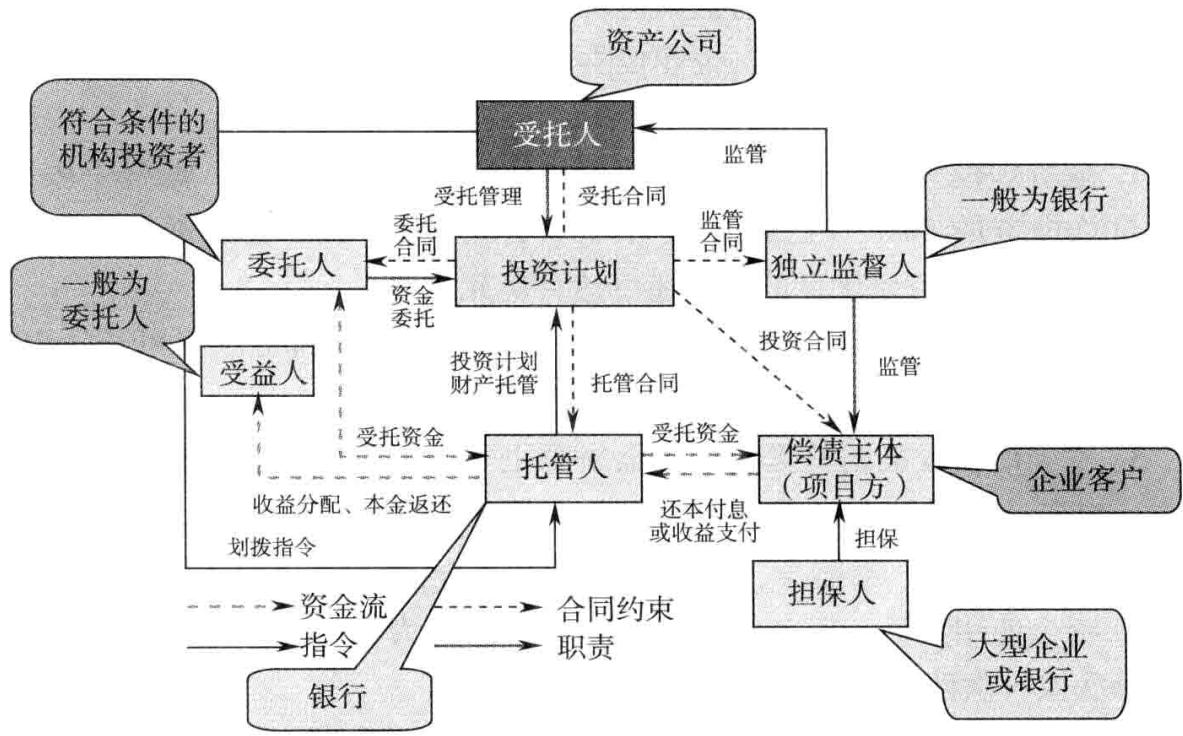 资产公司
符合条件的
机构投资者
受托人
监管
受托管理
受托合同
一般为银行
委托
合同
监管
合同
委托人
投资计划
独立监督人
一般为
委托人
资金
委托
投资合同
受益人
投资计划
财产托管
托管合同
监管
受托资金
受托资金
托管人
偿债主体
（项目方）
企业客户
收益分配、本金返还
还本付息
或收益支付
划拨指令
担保
担保人
资金流
合同约束
指令
职责
大型企业
或银行
银行